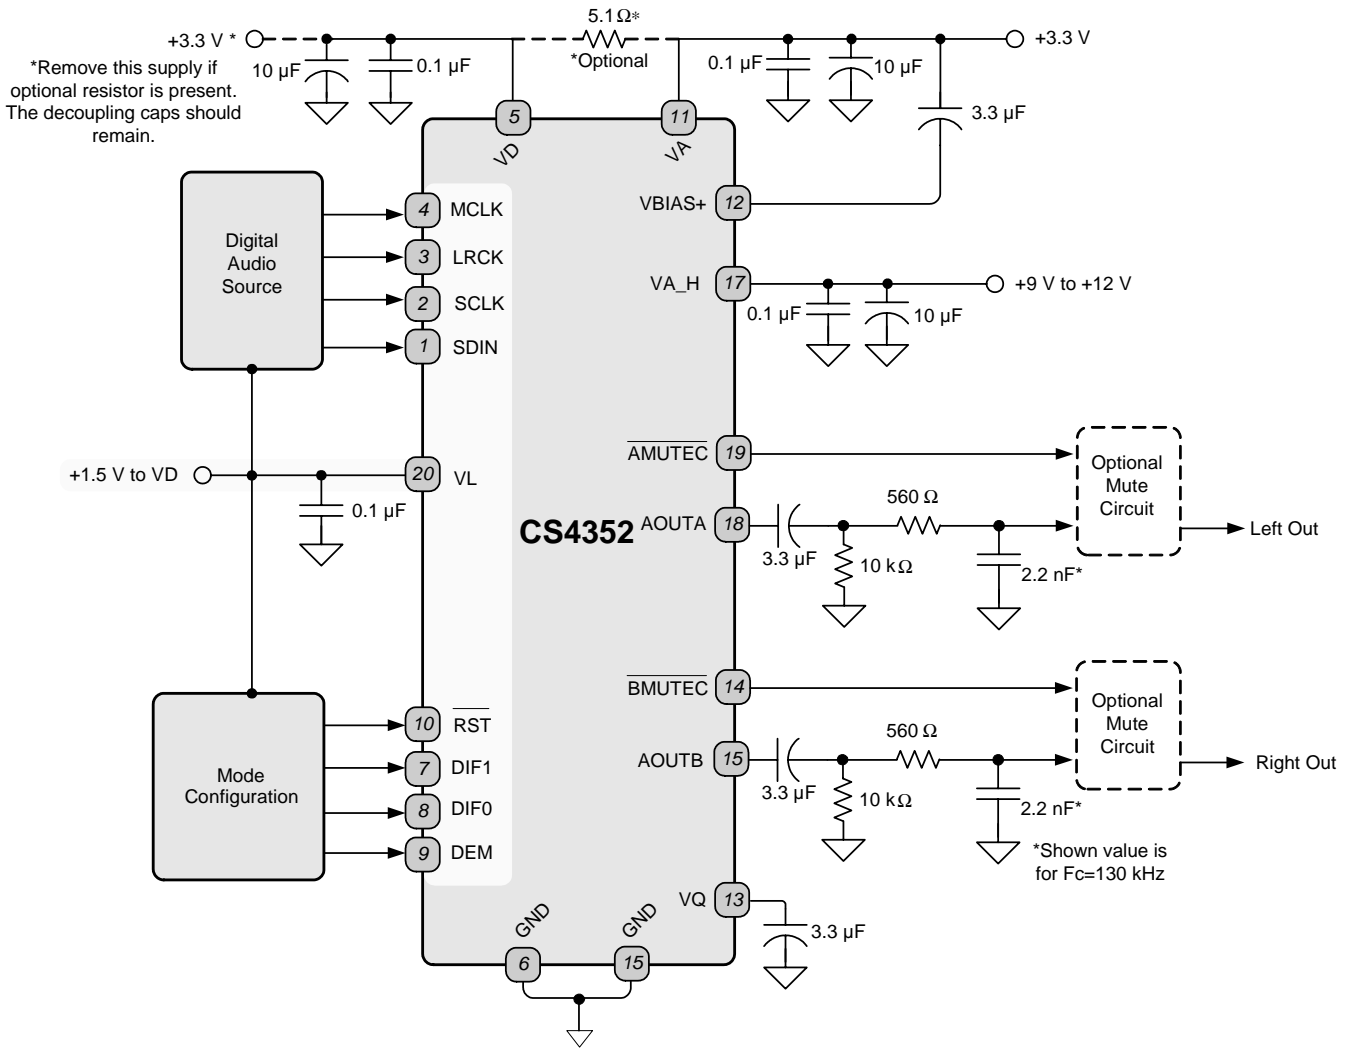 +3.3 V *
*Remove this supply if
optional resistor is present.
The decoupling caps should
remain.
10 µF
0.1 µF
5.1 Ω*
*Optional
0.1 µF
10 µF
+3.3 V
3.3 µF
5
VD
11
VA
Digital
Audio
Source
4 MCLK
3 LRCK
2 SCLK
1 SDIN
VBIAS+ 12
VA_H 17
0.1 µF
10 µF
+9 V to +12 V
+1.5 V to VD
20 VL
0.1 µF
CS4352
AMUTEC 19
AOUTA 18
3.3 µF
10 kΩ
560 Ω
2.2 nF*
Optional
Mute
Circuit
Left Out
BMUTEC 14
AOUTB 15
3.3 µF
10 kΩ
560 Ω
2.2 nF*
*Shown value is
for Fc=130 kHz
Optional
Mute
Circuit
Right Out
Mode
Configuration
10 RST
7 DIF1
8 DIF0
9 DEM
VQ 13
3.3 µF
GND
6
GND
15